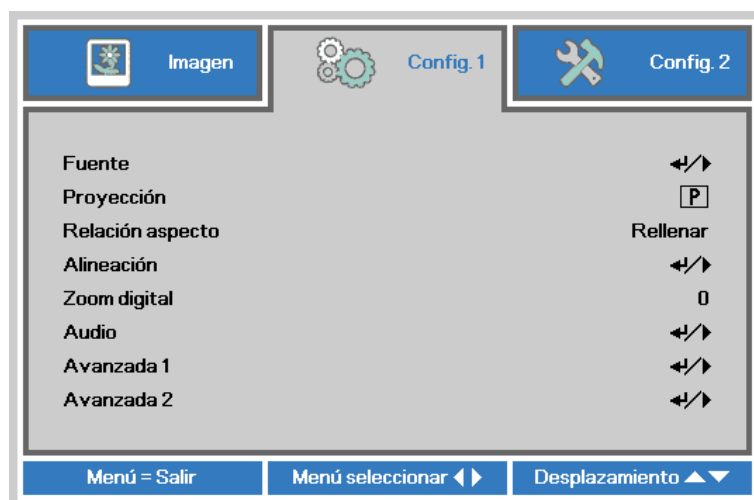 Imagen Config. 1 Config. 2
Fuente ↵/▶
Proyección P
Relación aspecto Rellenar
Alineación ↵/▶
Zoom digital 0
Audio ↵/▶
Avanzada 1 ↵/▶
Avanzada 2 ↵/▶
Menú = Salir Menú seleccionar ◀▶ Desplazamiento ▲▼